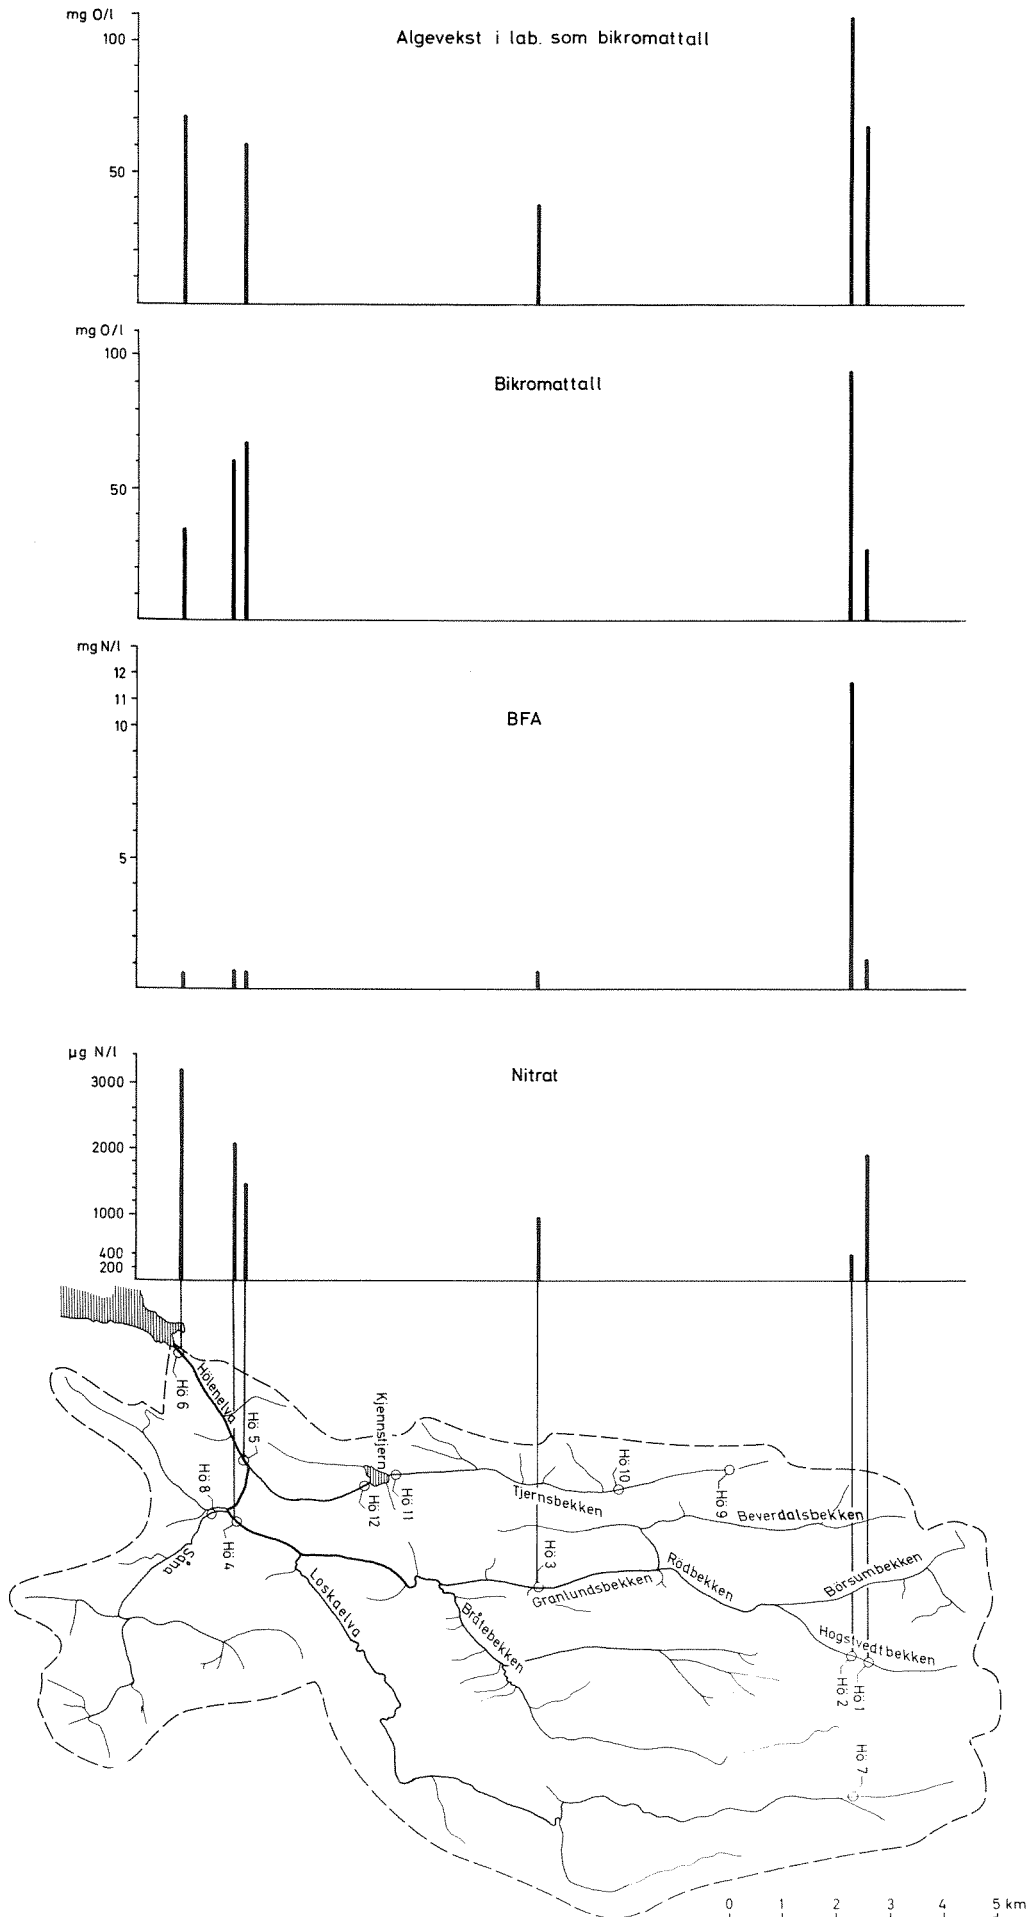 mg O/l
Algevekst i lab. som bikromattall
100
50
mg O/l
100
Bikromattall
50
mg N/l
12
11
10
BFA
5
µg N/l
Nitrat
3000
2000
1000
400
200
Hölenelva
Hö 6
Hö 5
Kjennstjern
Hö 8
Hö 4
Hö 12
Hö 11
Tjernsbekken
Hö 10
Hö 9
Beverdalsbekken
Såna
Loskaelva
Hö 3
Granlundsbekken
Rödbekken
Börsumbekken
Bråtebekken
Hogstvedtbekken
Hö 2
Hö 1
Hö 7
0 1 2 3 4 5 km